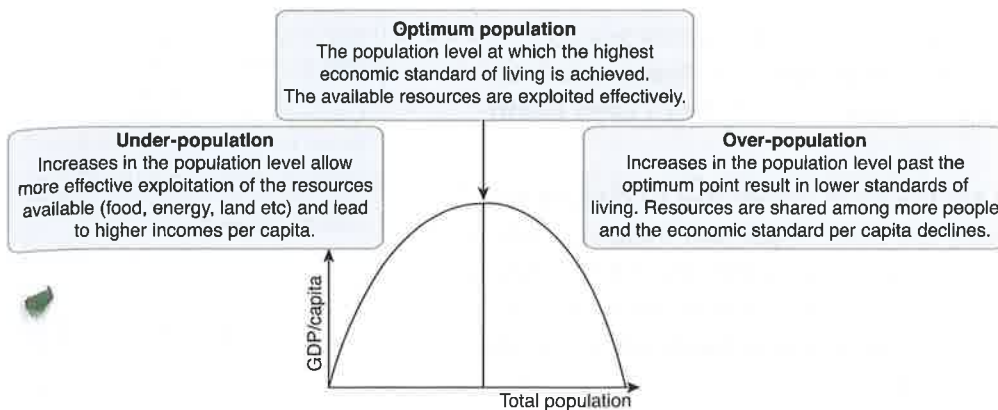 Optimum population
The population level at which the highest
economic standard of living is achieved.
The available resources are exploited effectively.
Under-population
Increases in the population level allow
more effective exploitation of the resources
available (food, energy, land etc) and lead
to higher incomes per capita.
Over-population
Increases in the population level past the
optimum point result in lower standards of
living. Resources are shared among more people
and the economic standard per capita declines.
GDP/capita
Total population